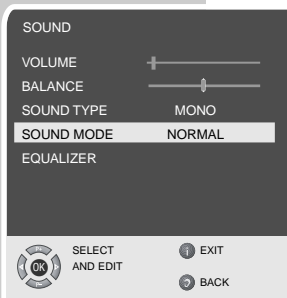 SOUND
VOLUME
BALANCE
SOUND TYPE MONO
SOUND MODE NORMAL
EQUALIZER
SELECT
AND EDIT
OK
i EXIT
BACK